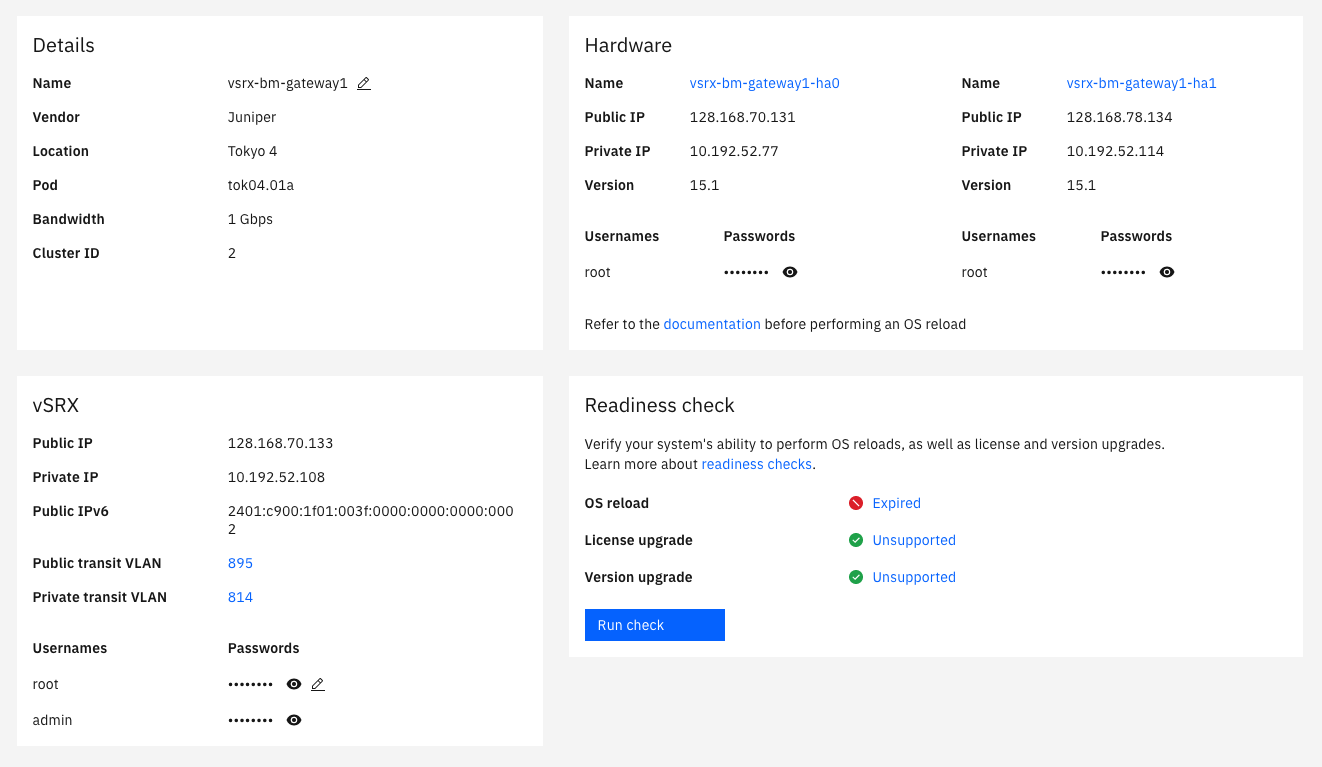 Details
Name vsrx-bm-gateway1
Vendor Juniper
Location Tokyo 4
Pod tok04.01a
Bandwidth 1 Gbps
Cluster ID 2
Hardware
Name vsrx-bm-gateway1-ha0 Name vsrx-bm-gateway1-ha1
Public IP 128.168.70.131 Public IP 128.168.78.134
Private IP 10.192.52.77 Private IP 10.192.52.114
Version 15.1 Version 15.1
Usernames Passwords Usernames Passwords
root •••••••• root ••••••••
Refer to the documentation before performing an OS reload
vSRX
Public IP 128.168.70.133
Private IP 10.192.52.108
Public IPv6 2401:c900:1f01:003f:0000:0000:0000:000
2
Public transit VLAN 895
Private transit VLAN 814
Usernames Passwords
root ••••••••
admin ••••••••
Readiness check
Verify your system's ability to perform OS reloads, as well as license and version upgrades.
Learn more about readiness checks.
OS reload Expired
License upgrade Unsupported
Version upgrade Unsupported
Run check